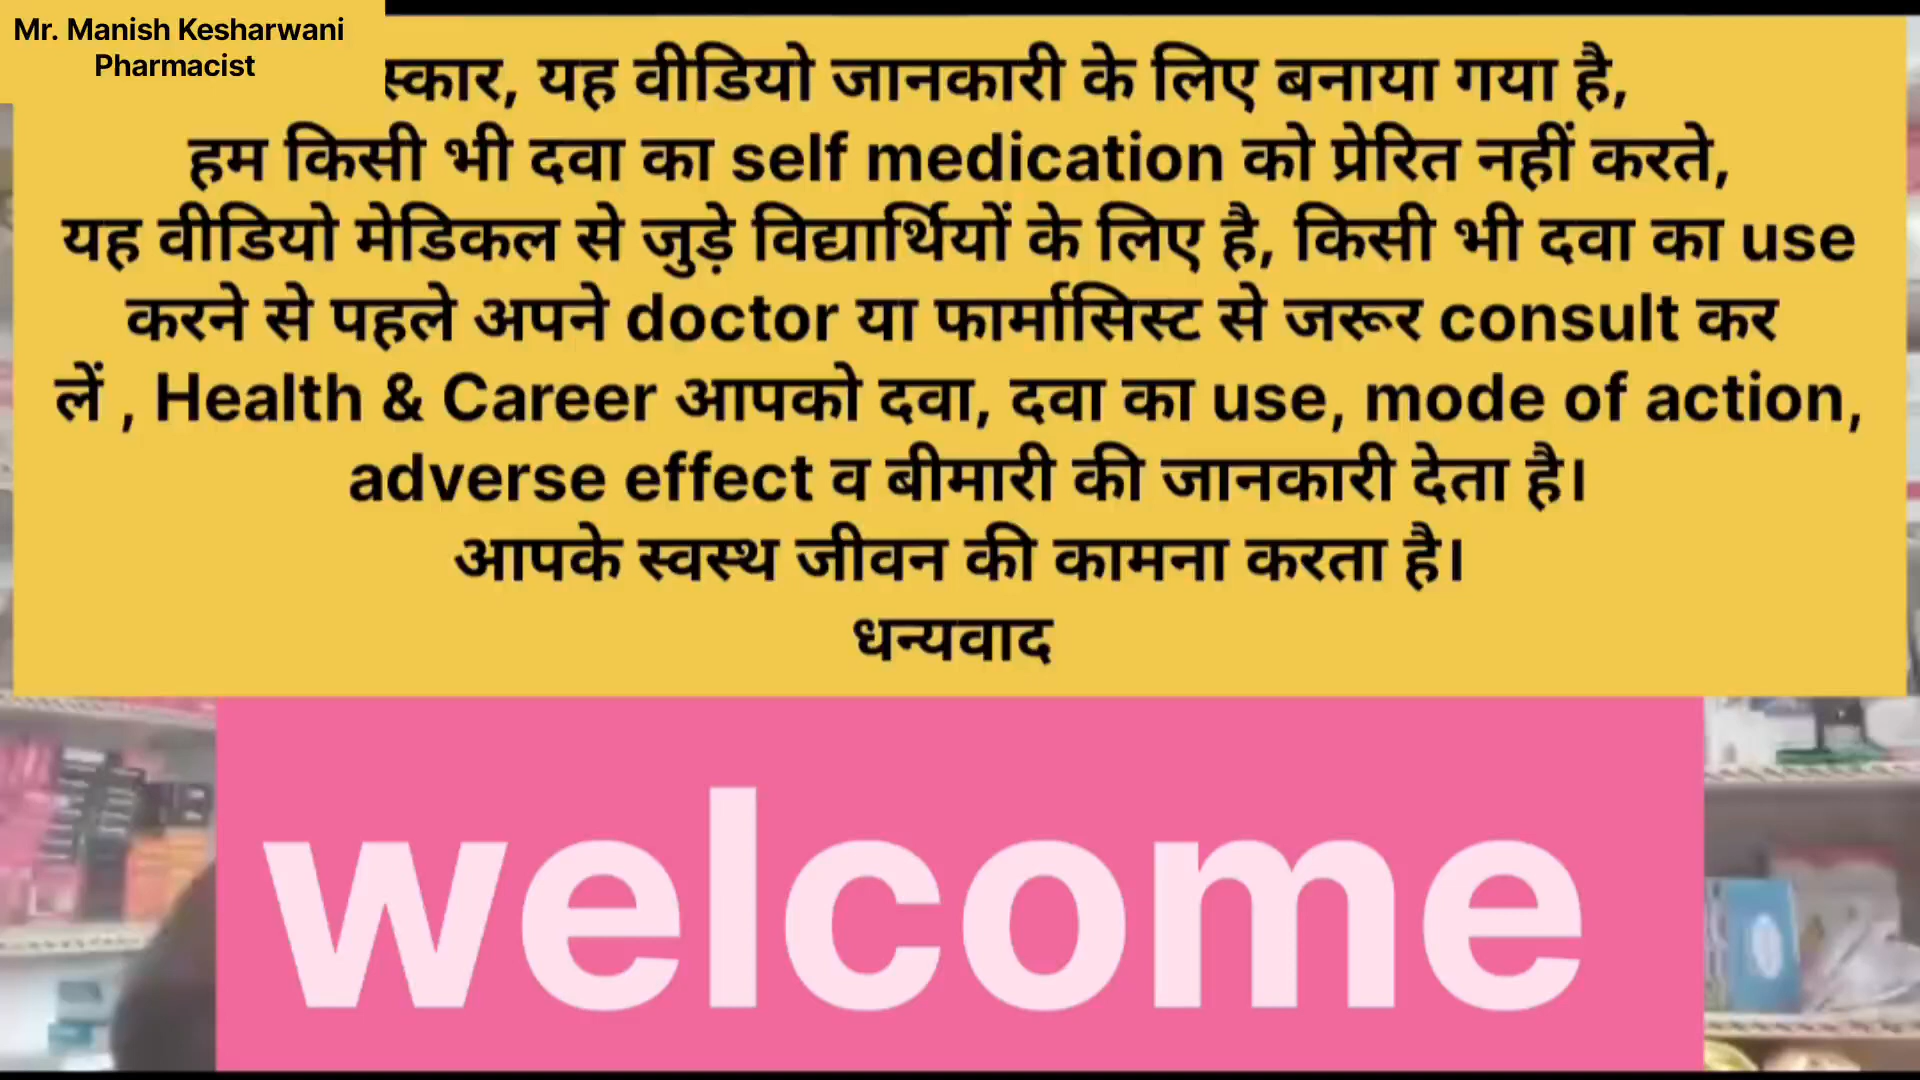 Mr. Manish Kesharwani
Pharmacist
स्कार, यह वीडियो जानकारी के लिए बनाया गया है,
हम किसी भी दवा का self medication को प्रेरित नहीं करते,
यह वीडियो मेडिकल से जुड़े विद्यार्थियों के लिए है, किसी भी दवा का use
करने से पहले अपने doctor या फार्मासिस्ट से जरूर consult कर
लें , Health & Career आपको दवा, दवा का use, mode of action,
adverse effect व बीमारी की जानकारी देता है।
आपके स्वस्थ जीवन की कामना करता है।
धन्यवाद
welcome